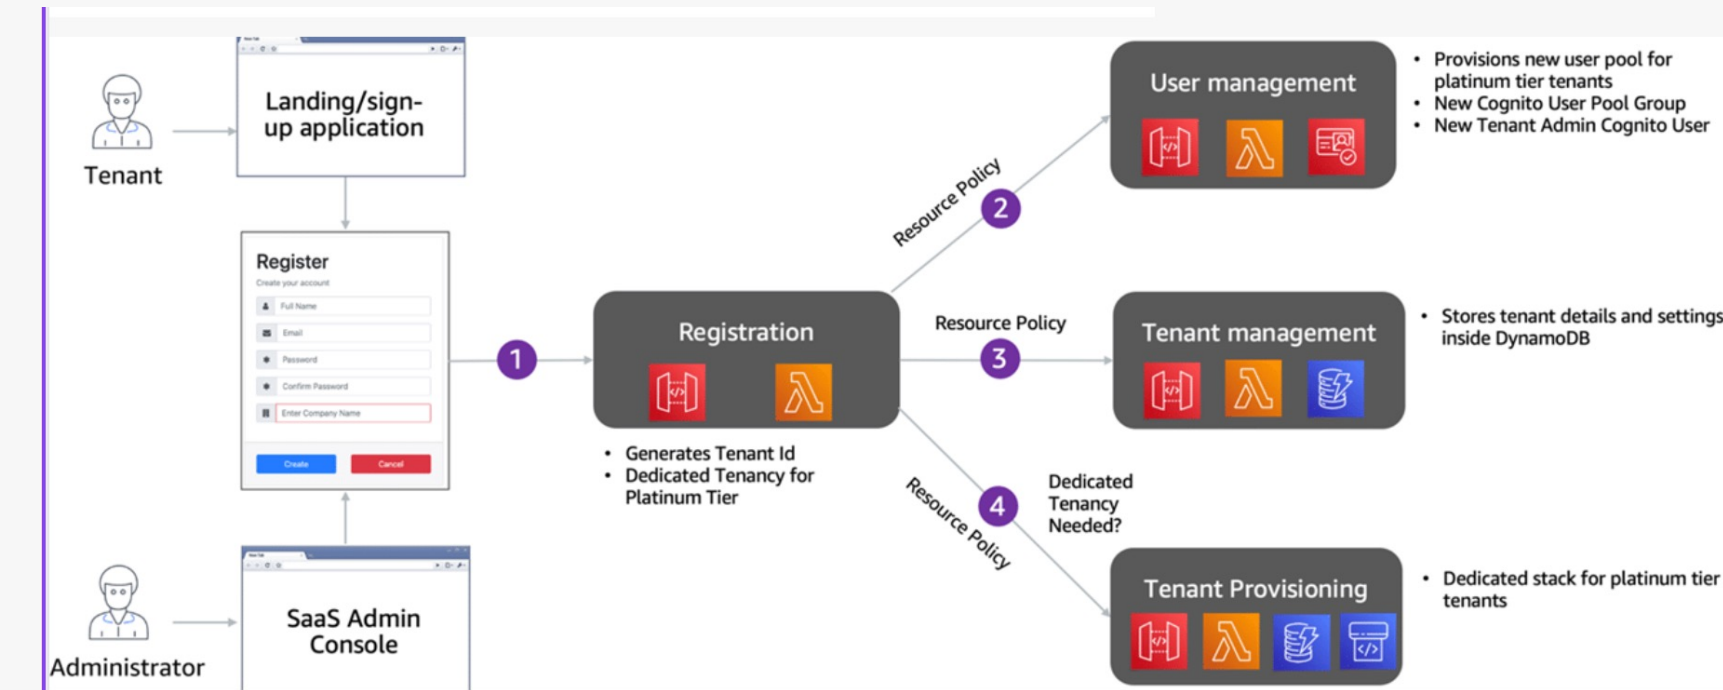 Landing/sign-
up application
Tenant
Register
Create your account
Full Name
Email
Password
Confirm Password
Enter Company Name
Create
Cancel
SaaS Admin
Console
Administrator
1
Registration
</>
• Generates Tenant Id
• Dedicated Tenancy for
Platinum Tier
Resource Policy
2
User management
</>
• Provisions new user pool for
platinum tier tenants
• New Cognito User Pool Group
• New Tenant Admin Cognito User
Resource Policy
3
Tenant management
</>
• Stores tenant details and settings
inside DynamoDB
Resource Policy
4
Dedicated
Tenancy
Needed?
Tenant Provisioning
</>
</>
• Dedicated stack for platinum tier
tenants